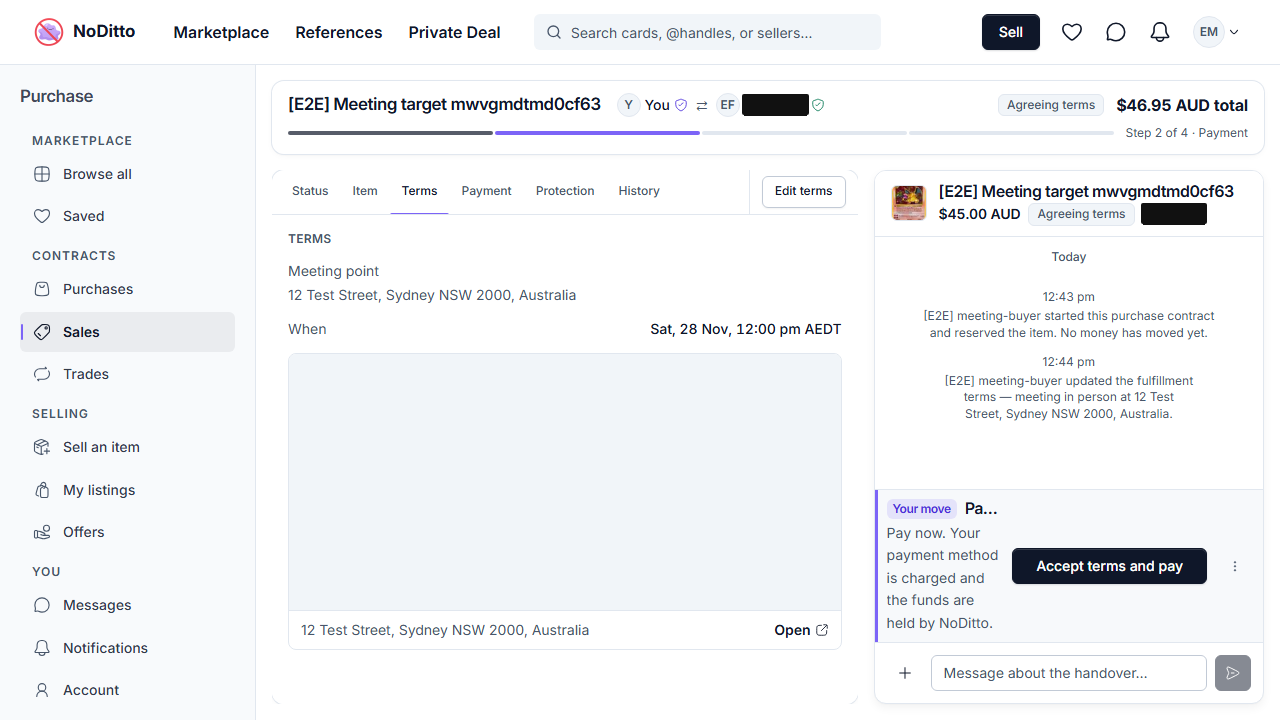 NoDitto
Marketplace
References
Private Deal
Search cards, @handles, or sellers...
Sell
EM
Purchase
MARKETPLACE
Browse all
Saved
CONTRACTS
Purchases
Sales
Trades
SELLING
Sell an item
My listings
Offers
YOU
Messages
Notifications
Account
[E2E] Meeting target mwvgmdtmd0cf63
Y You
EF
Agreeing terms
$46.95 AUD total
Step 2 of 4 · Payment
Status
Item
Terms
Payment
Protection
History
Edit terms
TERMS
Meeting point
12 Test Street, Sydney NSW 2000, Australia
When
Sat, 28 Nov, 12:00 pm AEDT
12 Test Street, Sydney NSW 2000, Australia
Open
[E2E] Meeting target mwvgmdtmd0cf63
$45.00 AUD
Agreeing terms
Today
12:43 pm
[E2E] meeting-buyer started this purchase contract
and reserved the item. No money has moved yet.
12:44 pm
[E2E] meeting-buyer updated the fulfillment
terms — meeting in person at 12 Test
Street, Sydney NSW 2000, Australia.
Your move
Pa...
Pay now. Your
payment method
is charged and
the funds are
held by NoDitto.
Accept terms and pay
Message about the handover...